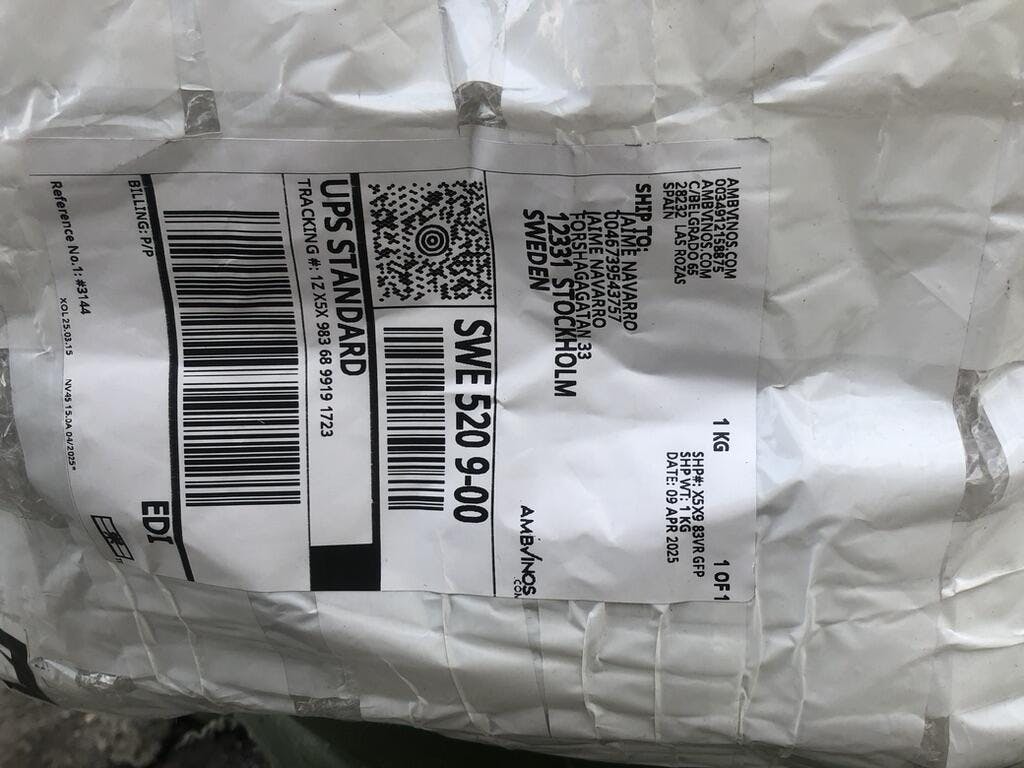 AMBVINOS.COM
0034912158875
AMBVINOS.COM
C/BELGRADO 65
28232 LAS ROZAS
SPAIN
1 KG
1 OF 1
SHP#: X5X9 83VR GFP
SHP WT: 1 KG
DATE: 09 APR 2025
SHIP TO:
JAIME NAVARRO
0046739543757
JAIME NAVARRO
TORSHAGAGATAN 33
12331 STOCKHOLM
SWEDEN
AMBVINOS
.COM
SWE 520 9-00
UPS STANDARD
TRACKING #: 1Z X5X 983 68 9919 1723
BILLING: P/P
EDI
Reference No.1: #3144
XOL 25.03.15 NV45 15.0A 04/2025*